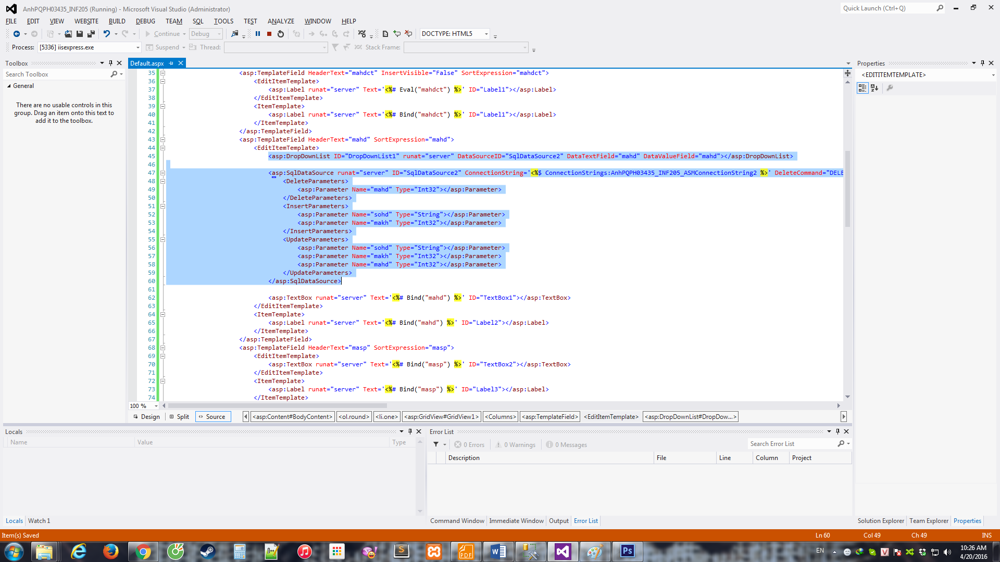 AnhPQPH03435_INF205 (Running) - Microsoft Visual Studio (Administrator)
Quick Launch (Ctrl+Q)
FILE EDIT VIEW WEBSITE BUILD DEBUG TEAM SQL TOOLS TEST ANALYZE WINDOW HELP
Continue Debug DOCTYPE: HTML5
Process: [5336] iisexpress.exe Suspend Thread: Stack Frame:
Toolbox
Search Toolbox
General
There are no usable controls in this
group. Drag an item onto this text to
add it to the toolbox.
Default.aspx
35 <asp:TemplateField HeaderText="mahdct" InsertVisible="False" SortExpression="mahdct">
36 <EditItemTemplate>
37 <asp:Label runat="server" Text='<%# Eval("mahdct") %>' ID="Label1"></asp:Label>
38 </EditItemTemplate>
39 <ItemTemplate>
40 <asp:Label runat="server" Text='<%# Bind("mahdct") %>' ID="Label1"></asp:Label>
41 </ItemTemplate>
42 </asp:TemplateField>
43 <asp:TemplateField HeaderText="mahd" SortExpression="mahd">
44 <EditItemTemplate>
45 <asp:DropDownList ID="DropDownList1" runat="server" DataSourceID="SqlDataSource2" DataTextField="mahd" DataValueField="mahd"></asp:DropDownList>
46
47 <asp:SqlDataSource runat="server" ID="SqlDataSource2" ConnectionString='<%$ ConnectionStrings:AnhPQPH03435_INF205_ASMConnectionString2 %>' DeleteCommand="DELE
48 <DeleteParameters>
49 <asp:Parameter Name="mahd" Type="Int32"></asp:Parameter>
50 </DeleteParameters>
51 <InsertParameters>
52 <asp:Parameter Name="sohd" Type="String"></asp:Parameter>
53 <asp:Parameter Name="makh" Type="Int32"></asp:Parameter>
54 </InsertParameters>
55 <UpdateParameters>
56 <asp:Parameter Name="sohd" Type="String"></asp:Parameter>
57 <asp:Parameter Name="makh" Type="Int32"></asp:Parameter>
58 <asp:Parameter Name="mahd" Type="Int32"></asp:Parameter>
59 </UpdateParameters>
60 </asp:SqlDataSource>
61
62 <asp:TextBox runat="server" Text='<%# Bind("mahd") %>' ID="TextBox1"></asp:TextBox>
63 </EditItemTemplate>
64 <ItemTemplate>
65 <asp:Label runat="server" Text='<%# Bind("mahd") %>' ID="Label2"></asp:Label>
66 </ItemTemplate>
67 </asp:TemplateField>
68 <asp:TemplateField HeaderText="masp" SortExpression="masp">
69 <EditItemTemplate>
70 <asp:TextBox runat="server" Text='<%# Bind("masp") %>' ID="TextBox2"></asp:TextBox>
71 </EditItemTemplate>
72 <ItemTemplate>
73 <asp:Label runat="server" Text='<%# Bind("masp") %>' ID="Label3"></asp:Label>
74 </ItemTemplate>
100 %
Design Split Source <asp:Content#BodyContent> <ol.round> <li.one> <asp:GridView#GridView1> <Columns> <asp:TemplateField> <EditItemTemplate> <asp:DropDownList#DropDow...>
Properties
<EDITITEMTEMPLATE>
Locals
Name Value Type
Locals Watch 1
Error List
0 Errors 0 Warnings 0 Messages Search Error List
Description File Line Column Project
Command Window Immediate Window Output Error List
Solution Explorer Team Explorer Properties
Item(s) Saved Ln 60 Col 49 Ch 49 INS
n++
S
PDF
W
Ps
EN
V
10:26 AM
4/20/2016